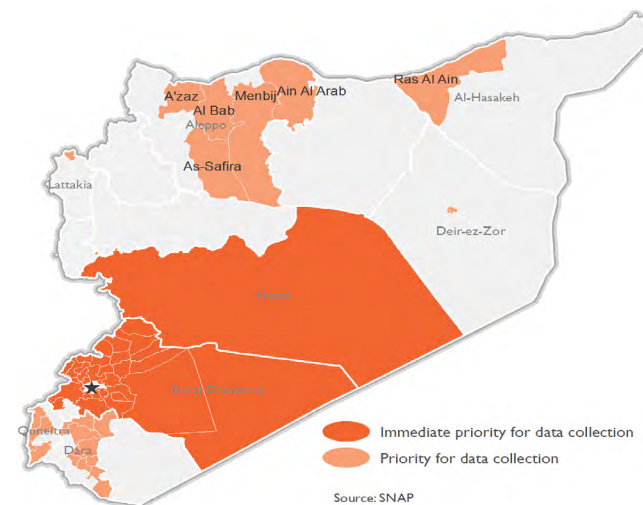 A'zaz
Menbij
Ain Al Arab
Ras Al Ain
Al Bab
Al-Hasakeh
Aleppo
As-Safira
Lattakia
Deir-ez-Zor
Homs
Rural Damascus
Quneitra
Dara
Immediate priority for data collection
Priority for data collection
Source: SNAP